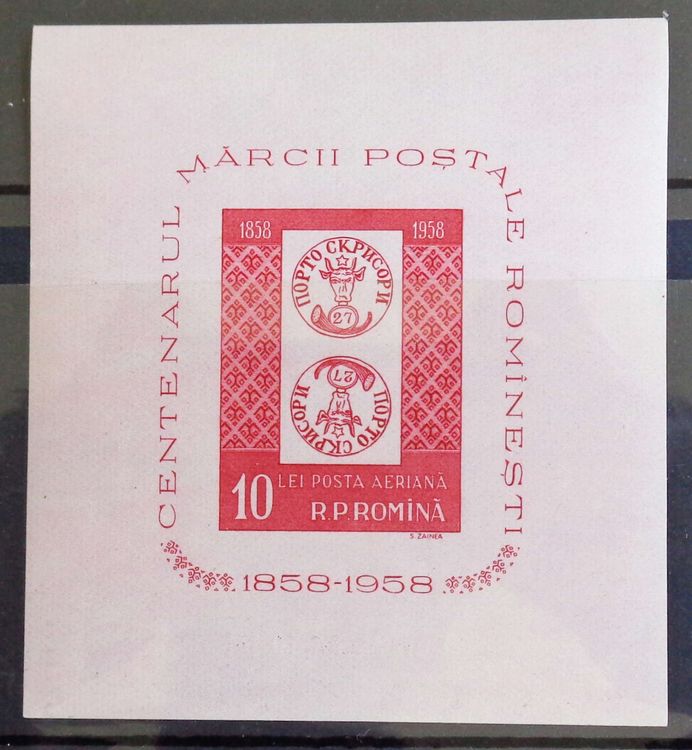 CENTENARUL MĂRCII POȘTALE ROMÎNEȘTI
1858 1958
ПОРТО СКРИСОРИ
27
27
ПОРТО СКРИСОРИ
10 LEI POSTA AERIANĂ
R.P.ROMÎNĂ
S. ZAINEA
1858-1958